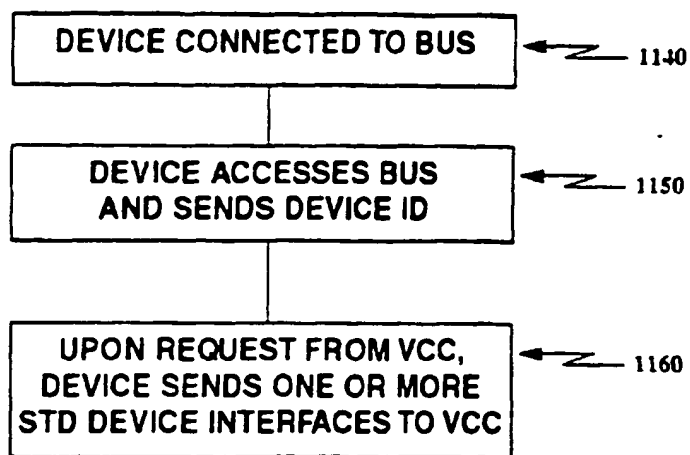 DEVICE CONNECTED TO BUS
1140
DEVICE ACCESSES BUS
AND SENDS DEVICE ID
1150
UPON REQUEST FROM VCC,
DEVICE SENDS ONE OR MORE
STD DEVICE INTERFACES TO VCC
1160